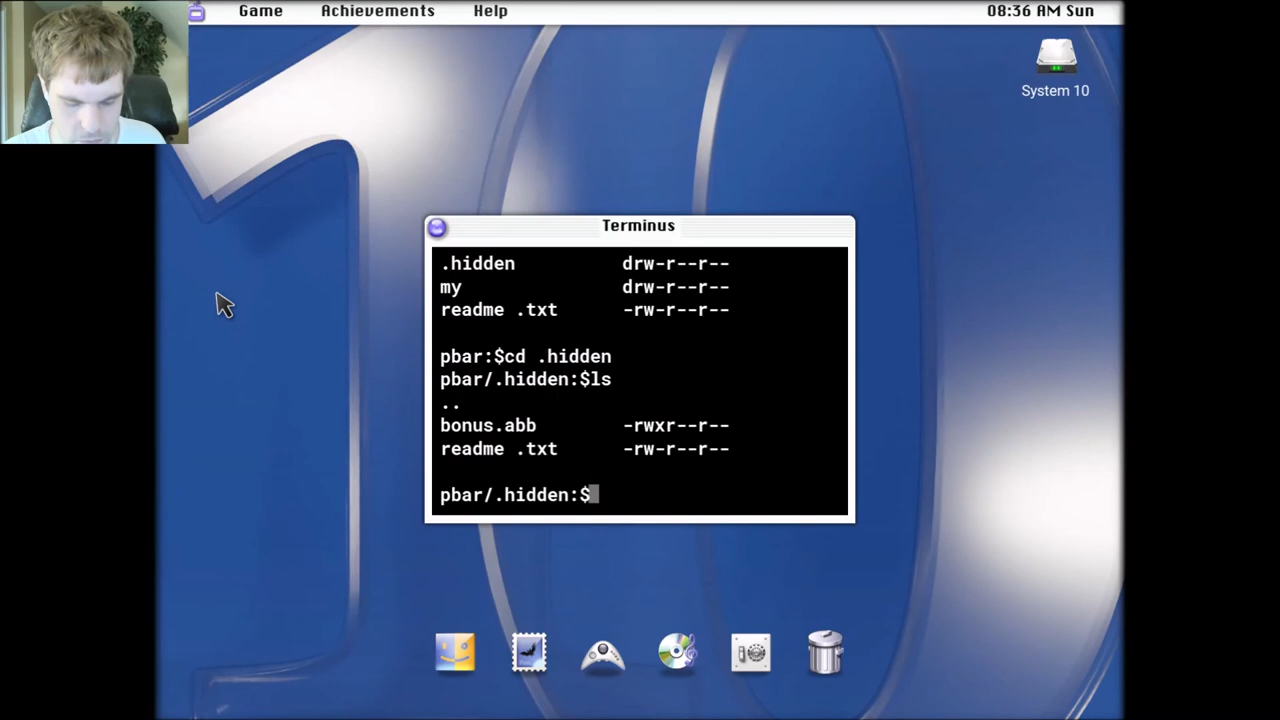 Game Achievements Help 08:36 AM Sun
System 10
Terminus
.hidden drw-r--r--
my drw-r--r--
readme .txt -rw-r--r--
pbar:$cd .hidden
pbar/.hidden:$ls
..
bonus.abb -rwxr--r--
readme .txt -rw-r--r--
pbar/.hidden:$